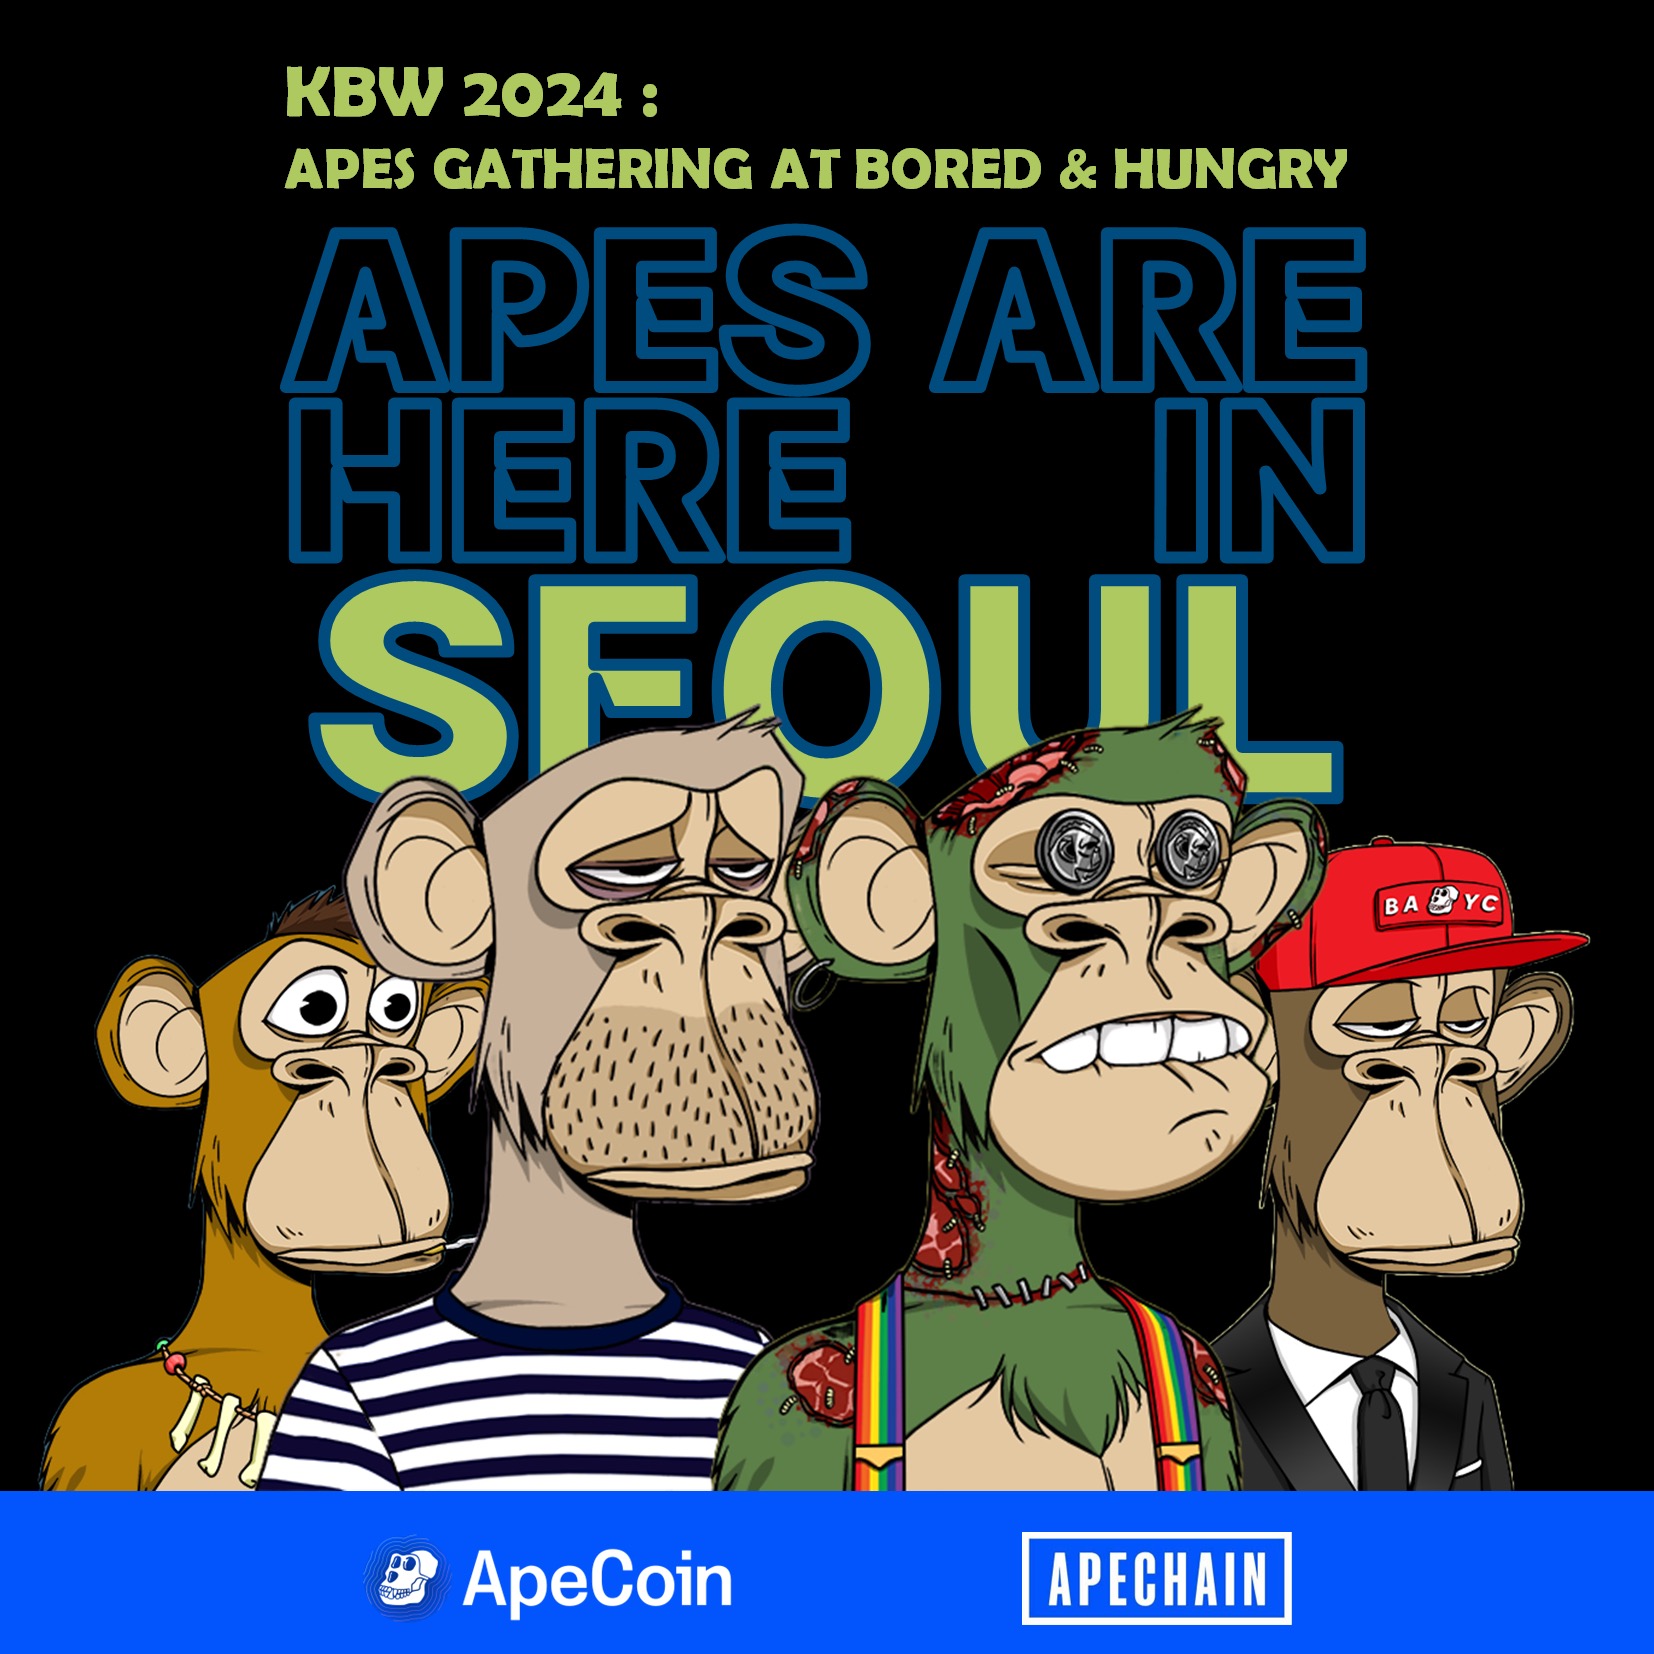 KBW 2024 :
APES GATHERING AT BORED & HUNGRY
APES ARE
HERE IN
SEOUL
BA YC
ApeCoin
APECHAIN